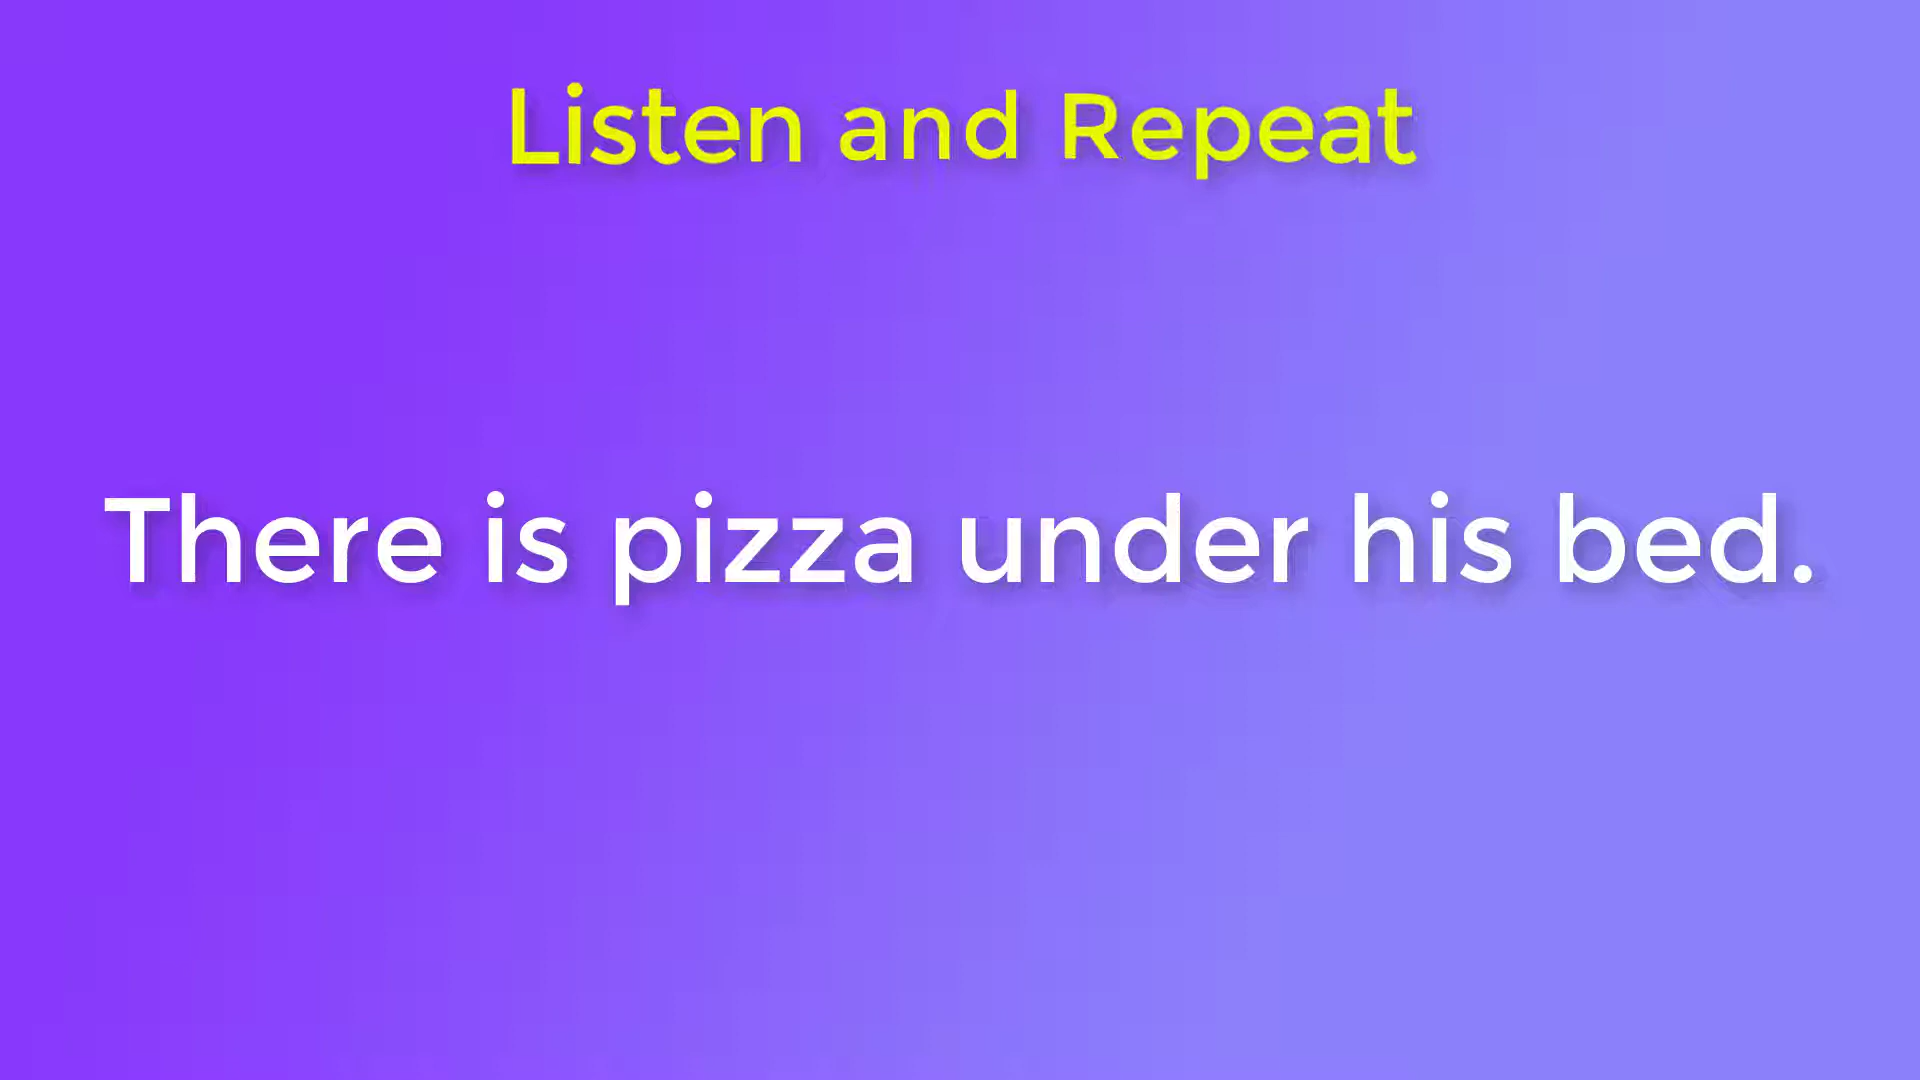 Listen and Repeat
There is pizza under his bed.